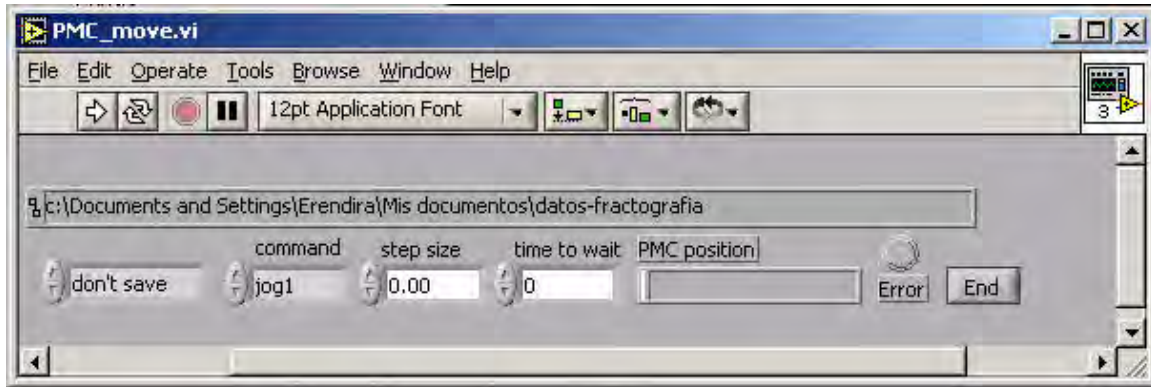 PMC_move.vi
File Edit Operate Tools Browse Window Help
12pt Application Font
3
c:\Documents and Settings\Erendira\Mis documentos\datos-fractografia
command step size time to wait PMC position
don't save jog1 0.00 0 Error End